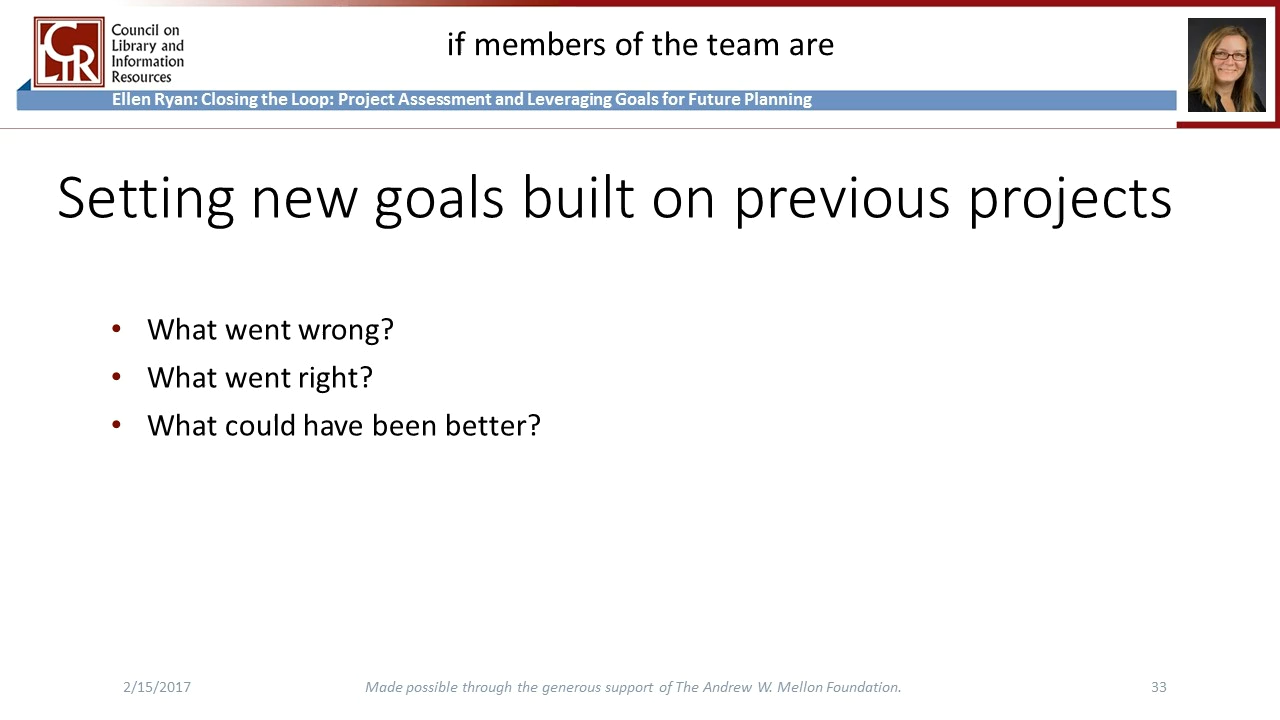 CLIR
Council on
Library and
Information
Resources
if members of the team are
Ellen Ryan: Closing the Loop: Project Assessment and Leveraging Goals for Future Planning
Setting new goals built on previous projects
• What went wrong?
• What went right?
• What could have been better?
2/15/2017
Made possible through the generous support of The Andrew W. Mellon Foundation.
33